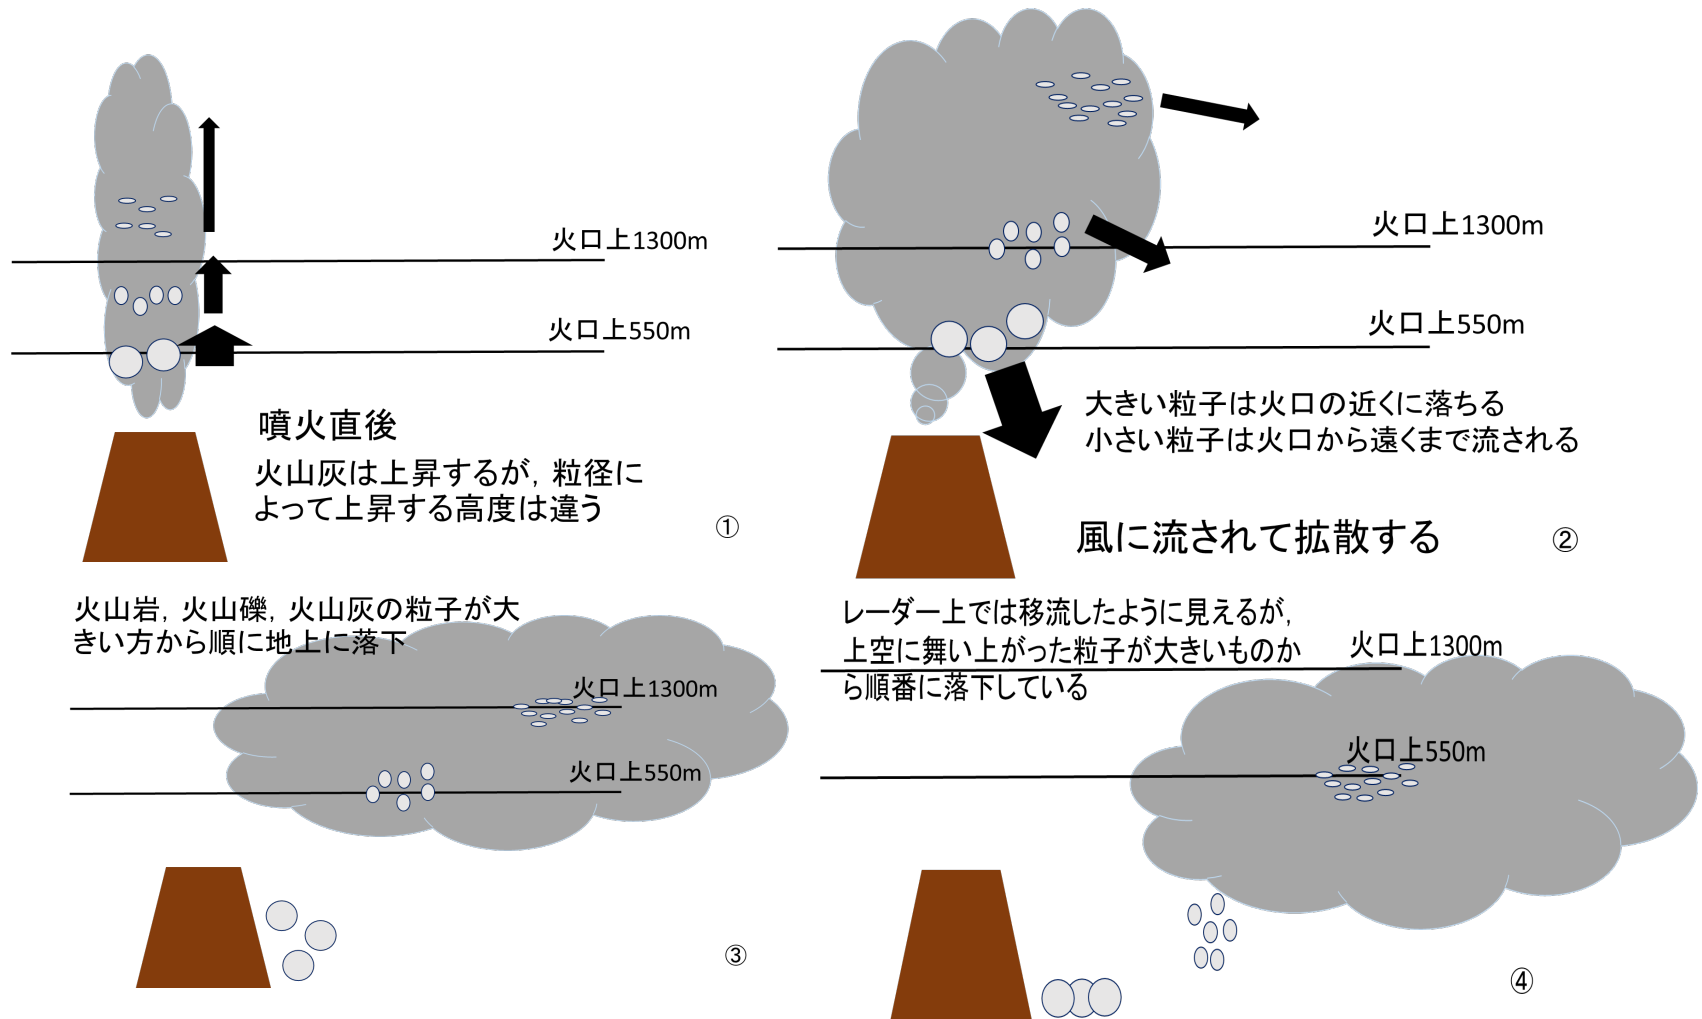 火口上1300m
火口上550m
噴火直後
火山灰は上昇するが，粒径に
よって上昇する高度は違う
①
火口上1300m
火口上550m
大きい粒子は火口の近くに落ちる
小さい粒子は火口から遠くまで流される
風に流されて拡散する
②
火山岩，火山礫，火山灰の粒子が大
きい方から順に地上に落下
火口上1300m
火口上550m
③
レーダー上では移流したように見えるが，
上空に舞い上がった粒子が大きいものか
ら順番に落下している
火口上1300m
火口上550m
④